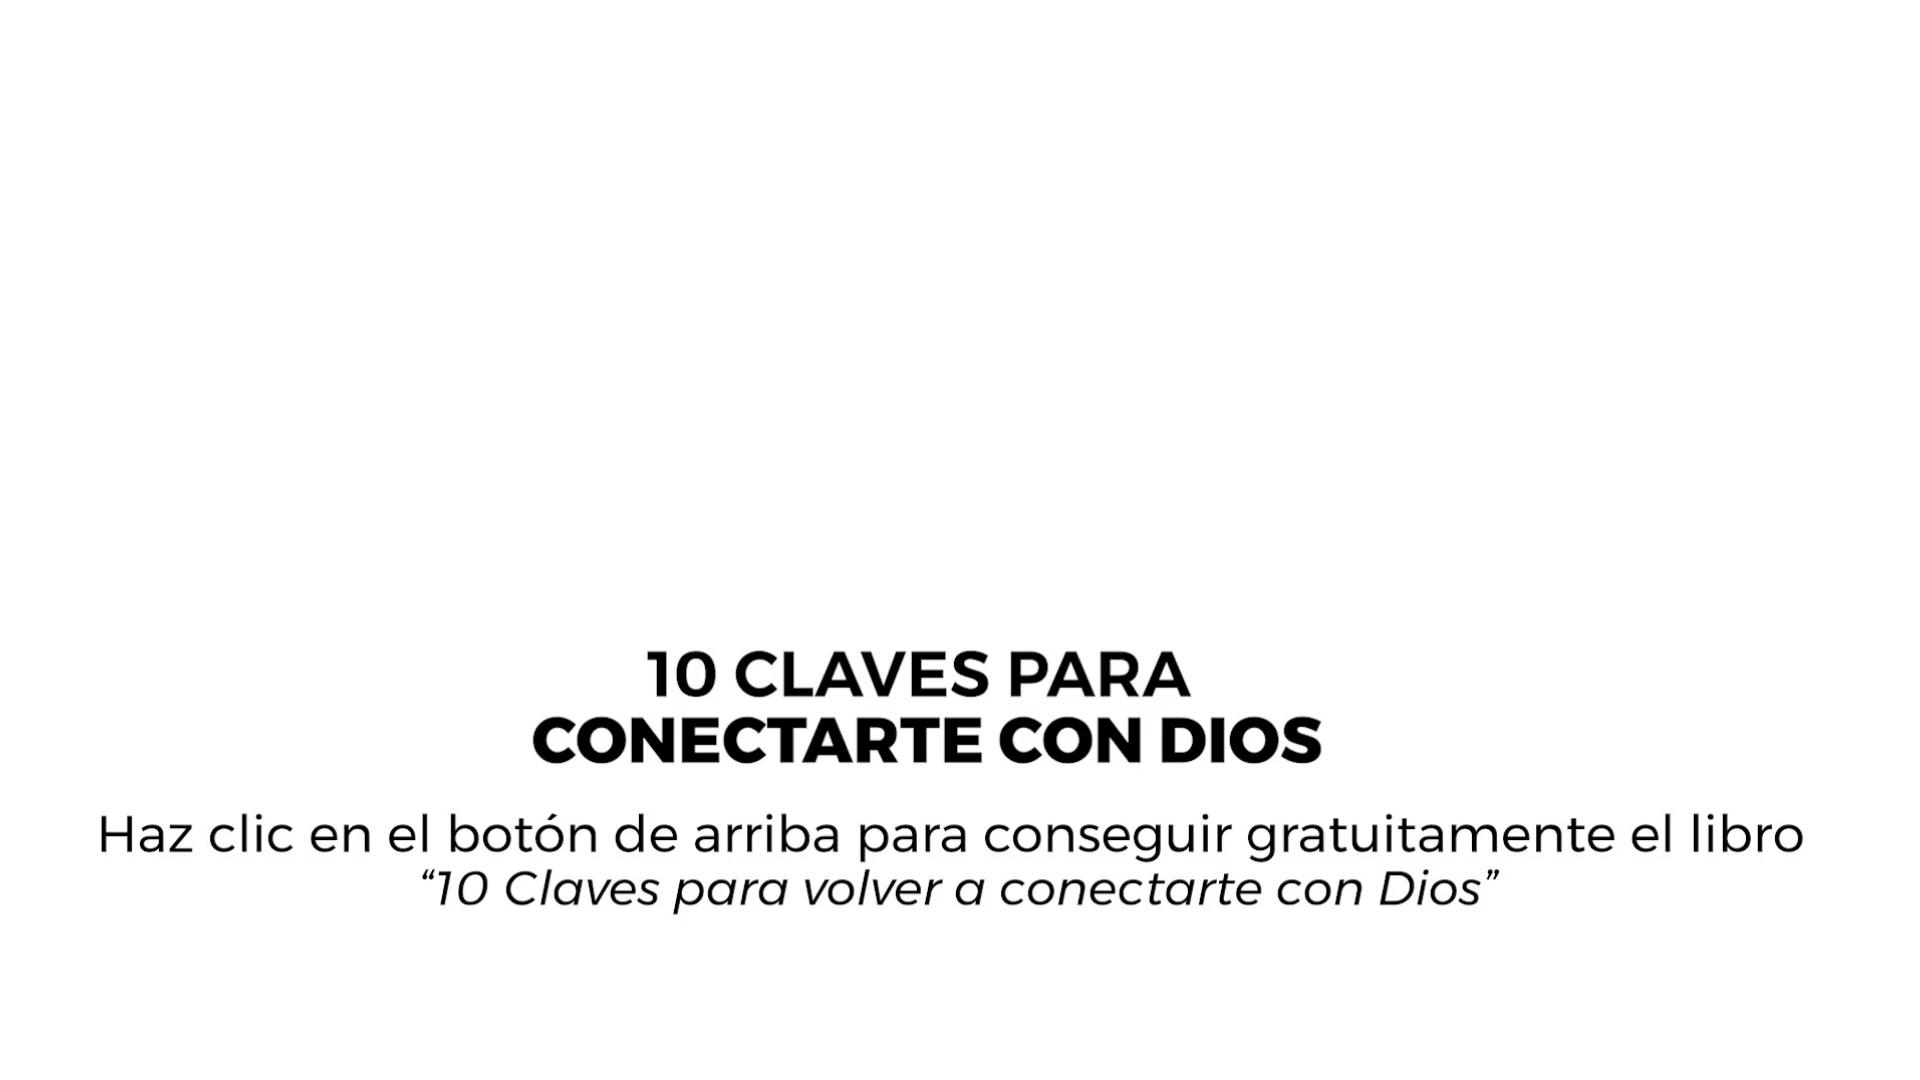 10 CLAVES PARA
CONECTARTE CON DIOS
Haz clic en el botón de arriba para conseguir gratuitamente el libro
“10 Claves para volver a conectarte con Dios”